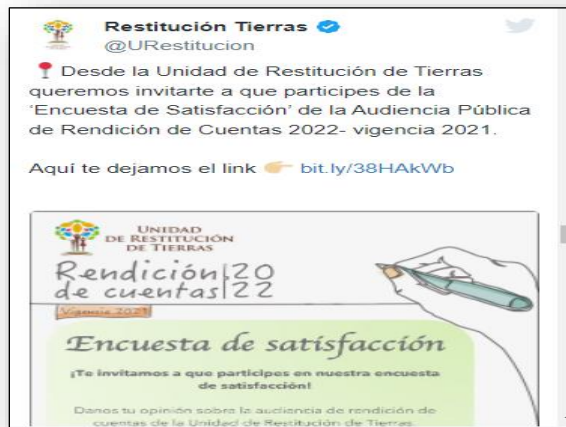 Restitución Tierras
@URestitucion
Desde la Unidad de Restitución de Tierras
queremos invitarte a que participes de la
'Encuesta de Satisfacción' de la Audiencia Pública
de Rendición de Cuentas 2022- vigencia 2021.
Aquí te dejamos el link 👉 bit.ly/38HAkWb
UNIDAD
DE RESTITUCIÓN
DE TIERRAS
Rendición 20
de cuentas 22
Vigencia 2021
Encuesta de satisfacción
¡Te invitamos a que participes en nuestra encuesta
de satisfacción!
Danos tu opinión sobre la audiencia de rendición de
cuentas de la Unidad de Restitución de Tierras.